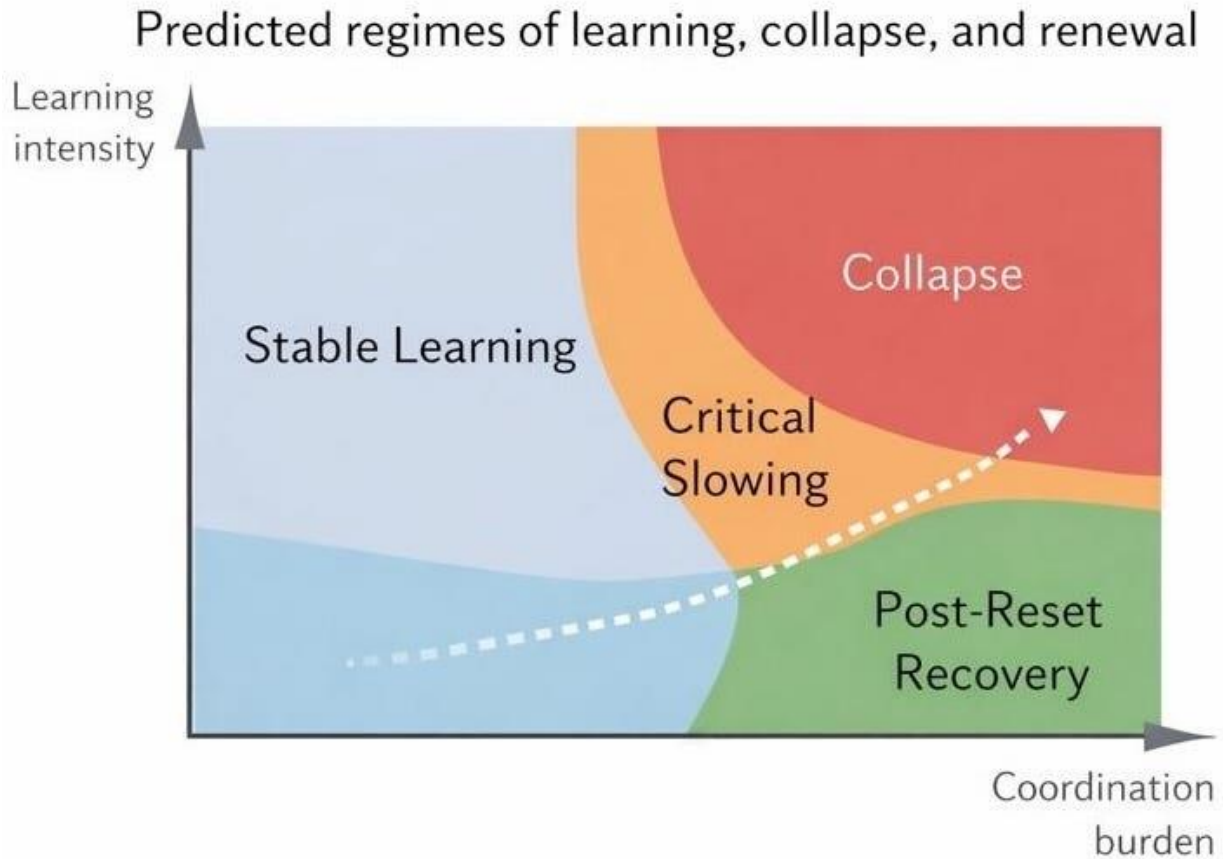 Predicted regimes of learning, collapse, and renewal
Learning
intensity
Collapse
Stable Learning
Critical
Slowing
Post-Reset
Recovery
Coordination
burden